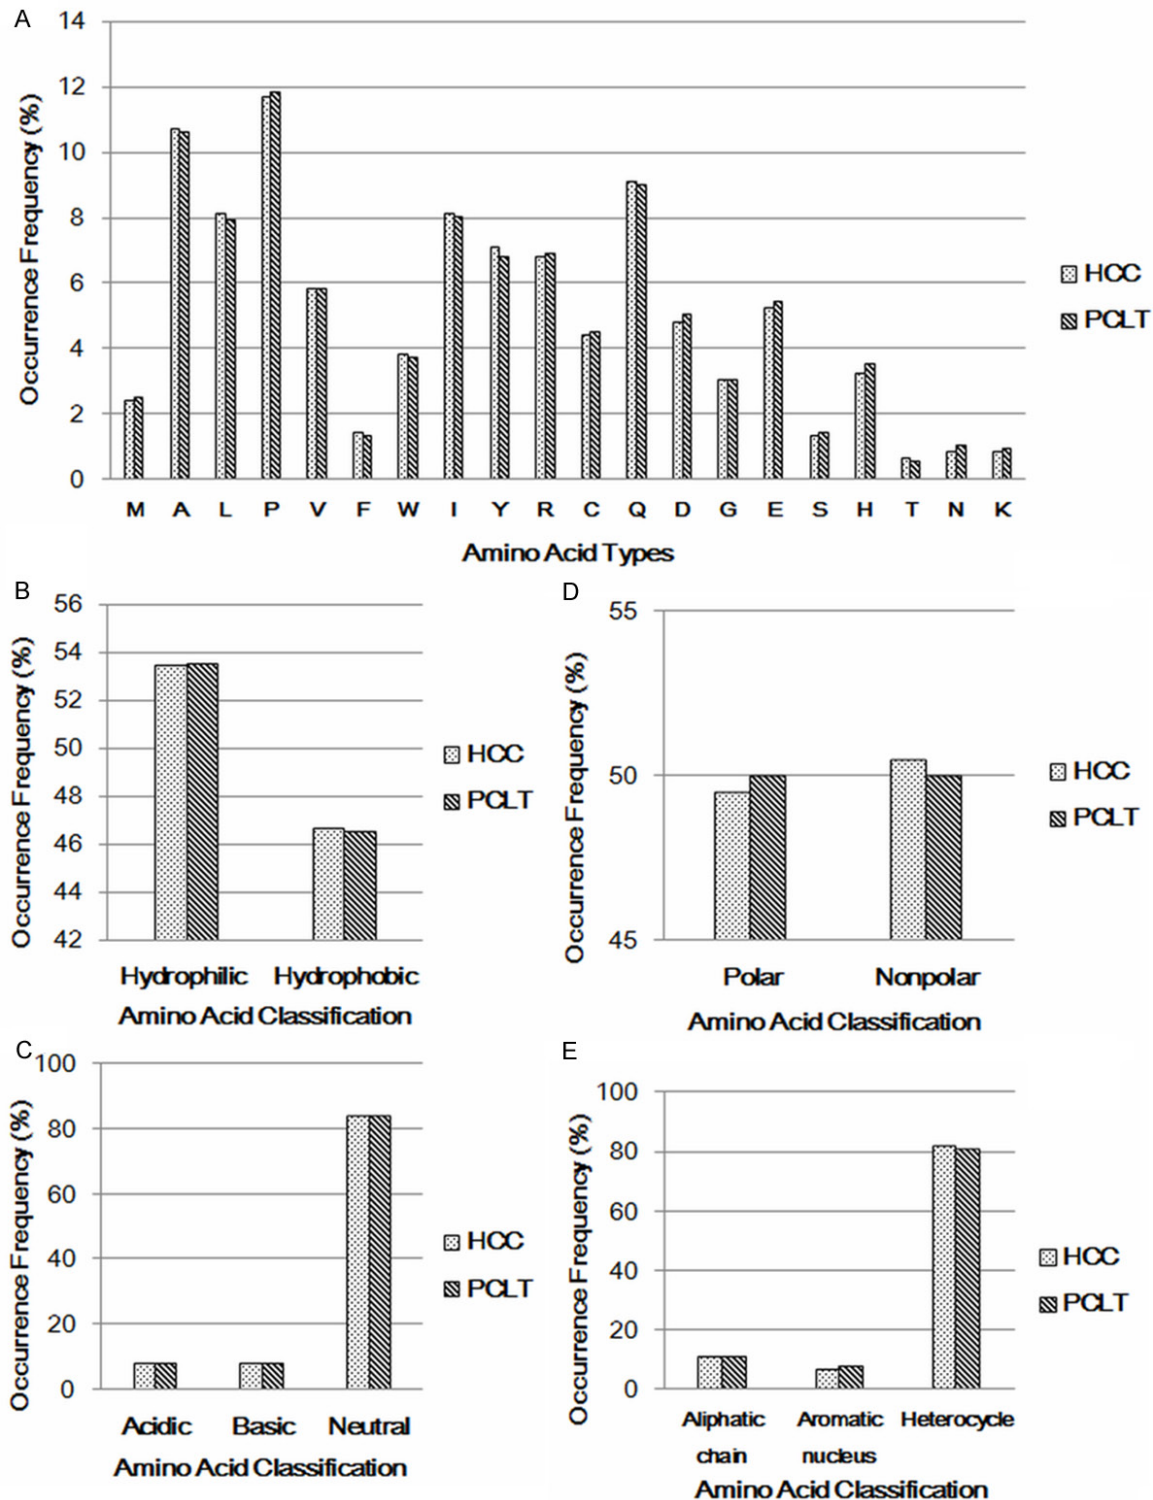 A
14
12
10
8
6
4
2
0
Occurrence Frequency (%)
M A L P V F W I Y R C Q D G E S H T N K
Amino Acid Types
HCC
PCLT
B
56
54
52
50
48
46
44
42
Occurrence Frequency (%)
Hydrophilic Hydrophobic
Amino Acid Classification
HCC
PCLT
D
55
50
45
Occurrence Frequency (%)
Polar Nonpolar
Amino Acid Classification
HCC
PCLT
C
100
80
60
40
20
0
Occurrence Frequency (%)
Acidic Basic Neutral
Amino Acid Classification
HCC
PCLT
E
100
80
60
40
20
0
Occurrence Frequency (%)
Aliphatic Aromatic Heterocycle
chain nucleus
Amino Acid Classification
HCC
PCLT